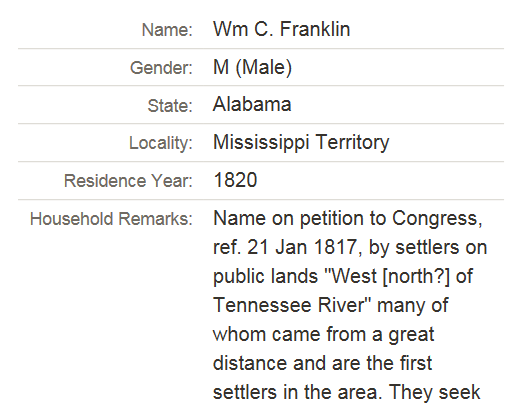 Name: Wm C. Franklin
Gender: M (Male)
State: Alabama
Locality: Mississippi Territory
Residence Year: 1820
Household Remarks: Name on petition to Congress,
ref. 21 Jan 1817, by settlers on
public lands "West [north?] of
Tennessee River" many of
whom came from a great
distance and are the first
settlers in the area. They seek